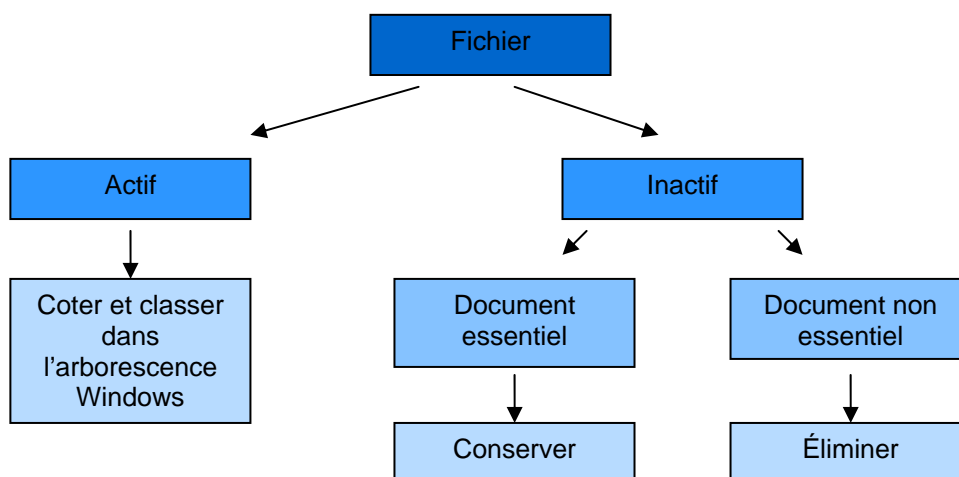 Fichier
Actif
Inactif
Coter et classer
dans
l’arborescence
Windows
Document
essentiel
Document non
essentiel
Conserver
Éliminer